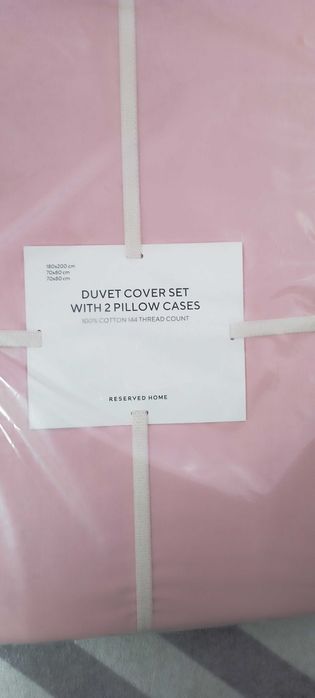 180x200 cm
70x80 cm
70x80 cm
DUVET COVER SET
WITH 2 PILLOW CASES
100% COTTON 144 THREAD COUNT
RESERVED HOME